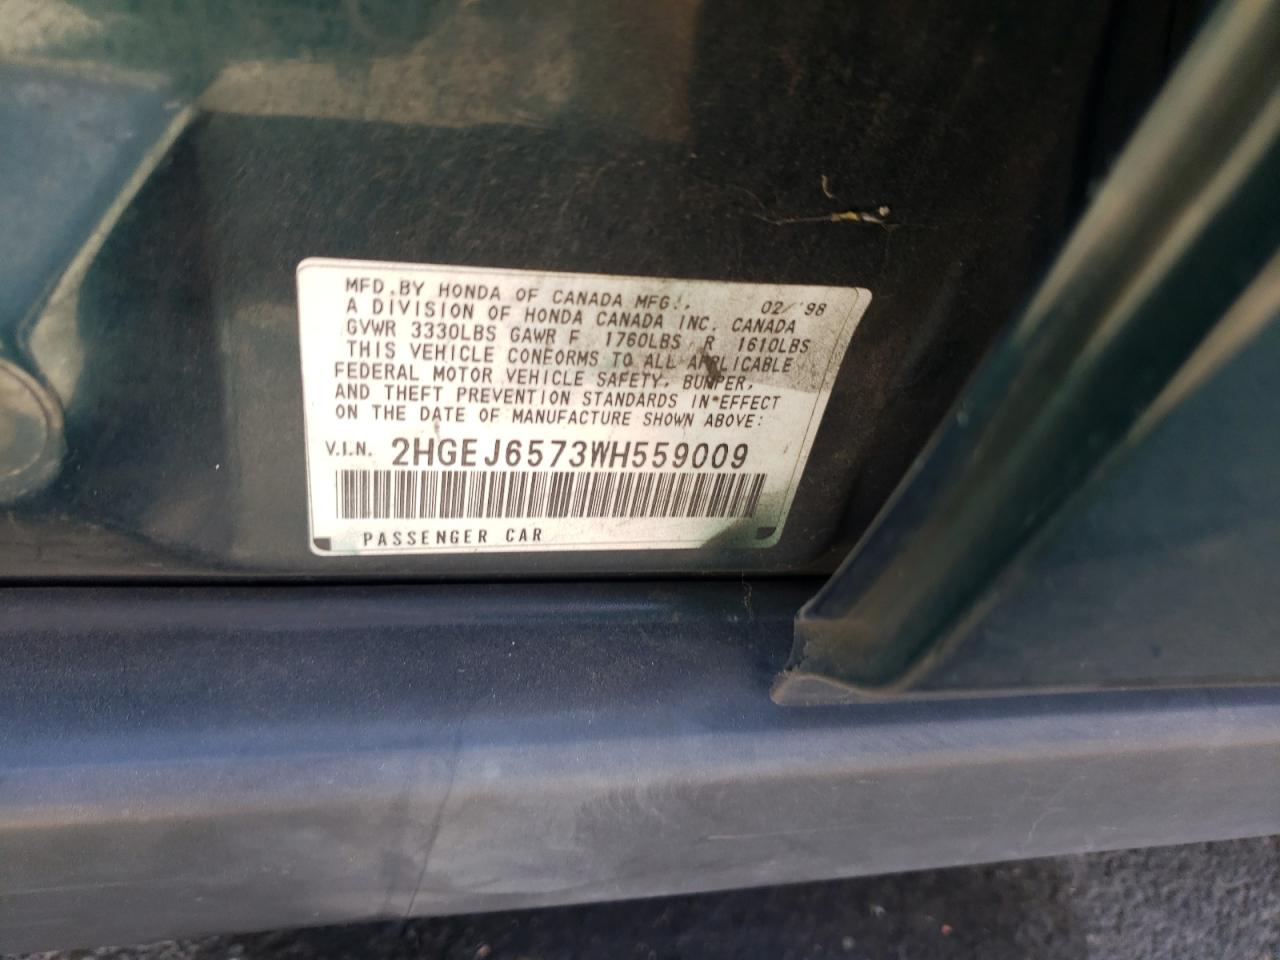 MFD. BY HONDA OF CANADA MFG., 02/'98
A DIVISION OF HONDA CANADA INC. CANADA
GVWR 3330LBS GAWR F 1760LBS R 1610LBS
THIS VEHICLE CONFORMS TO ALL APPLICABLE
FEDERAL MOTOR VEHICLE SAFETY, BUMPER,
AND THEFT PREVENTION STANDARDS IN EFFECT
ON THE DATE OF MANUFACTURE SHOWN ABOVE:
V.I.N. 2HGEJ6573WH559009
PASSENGER CAR